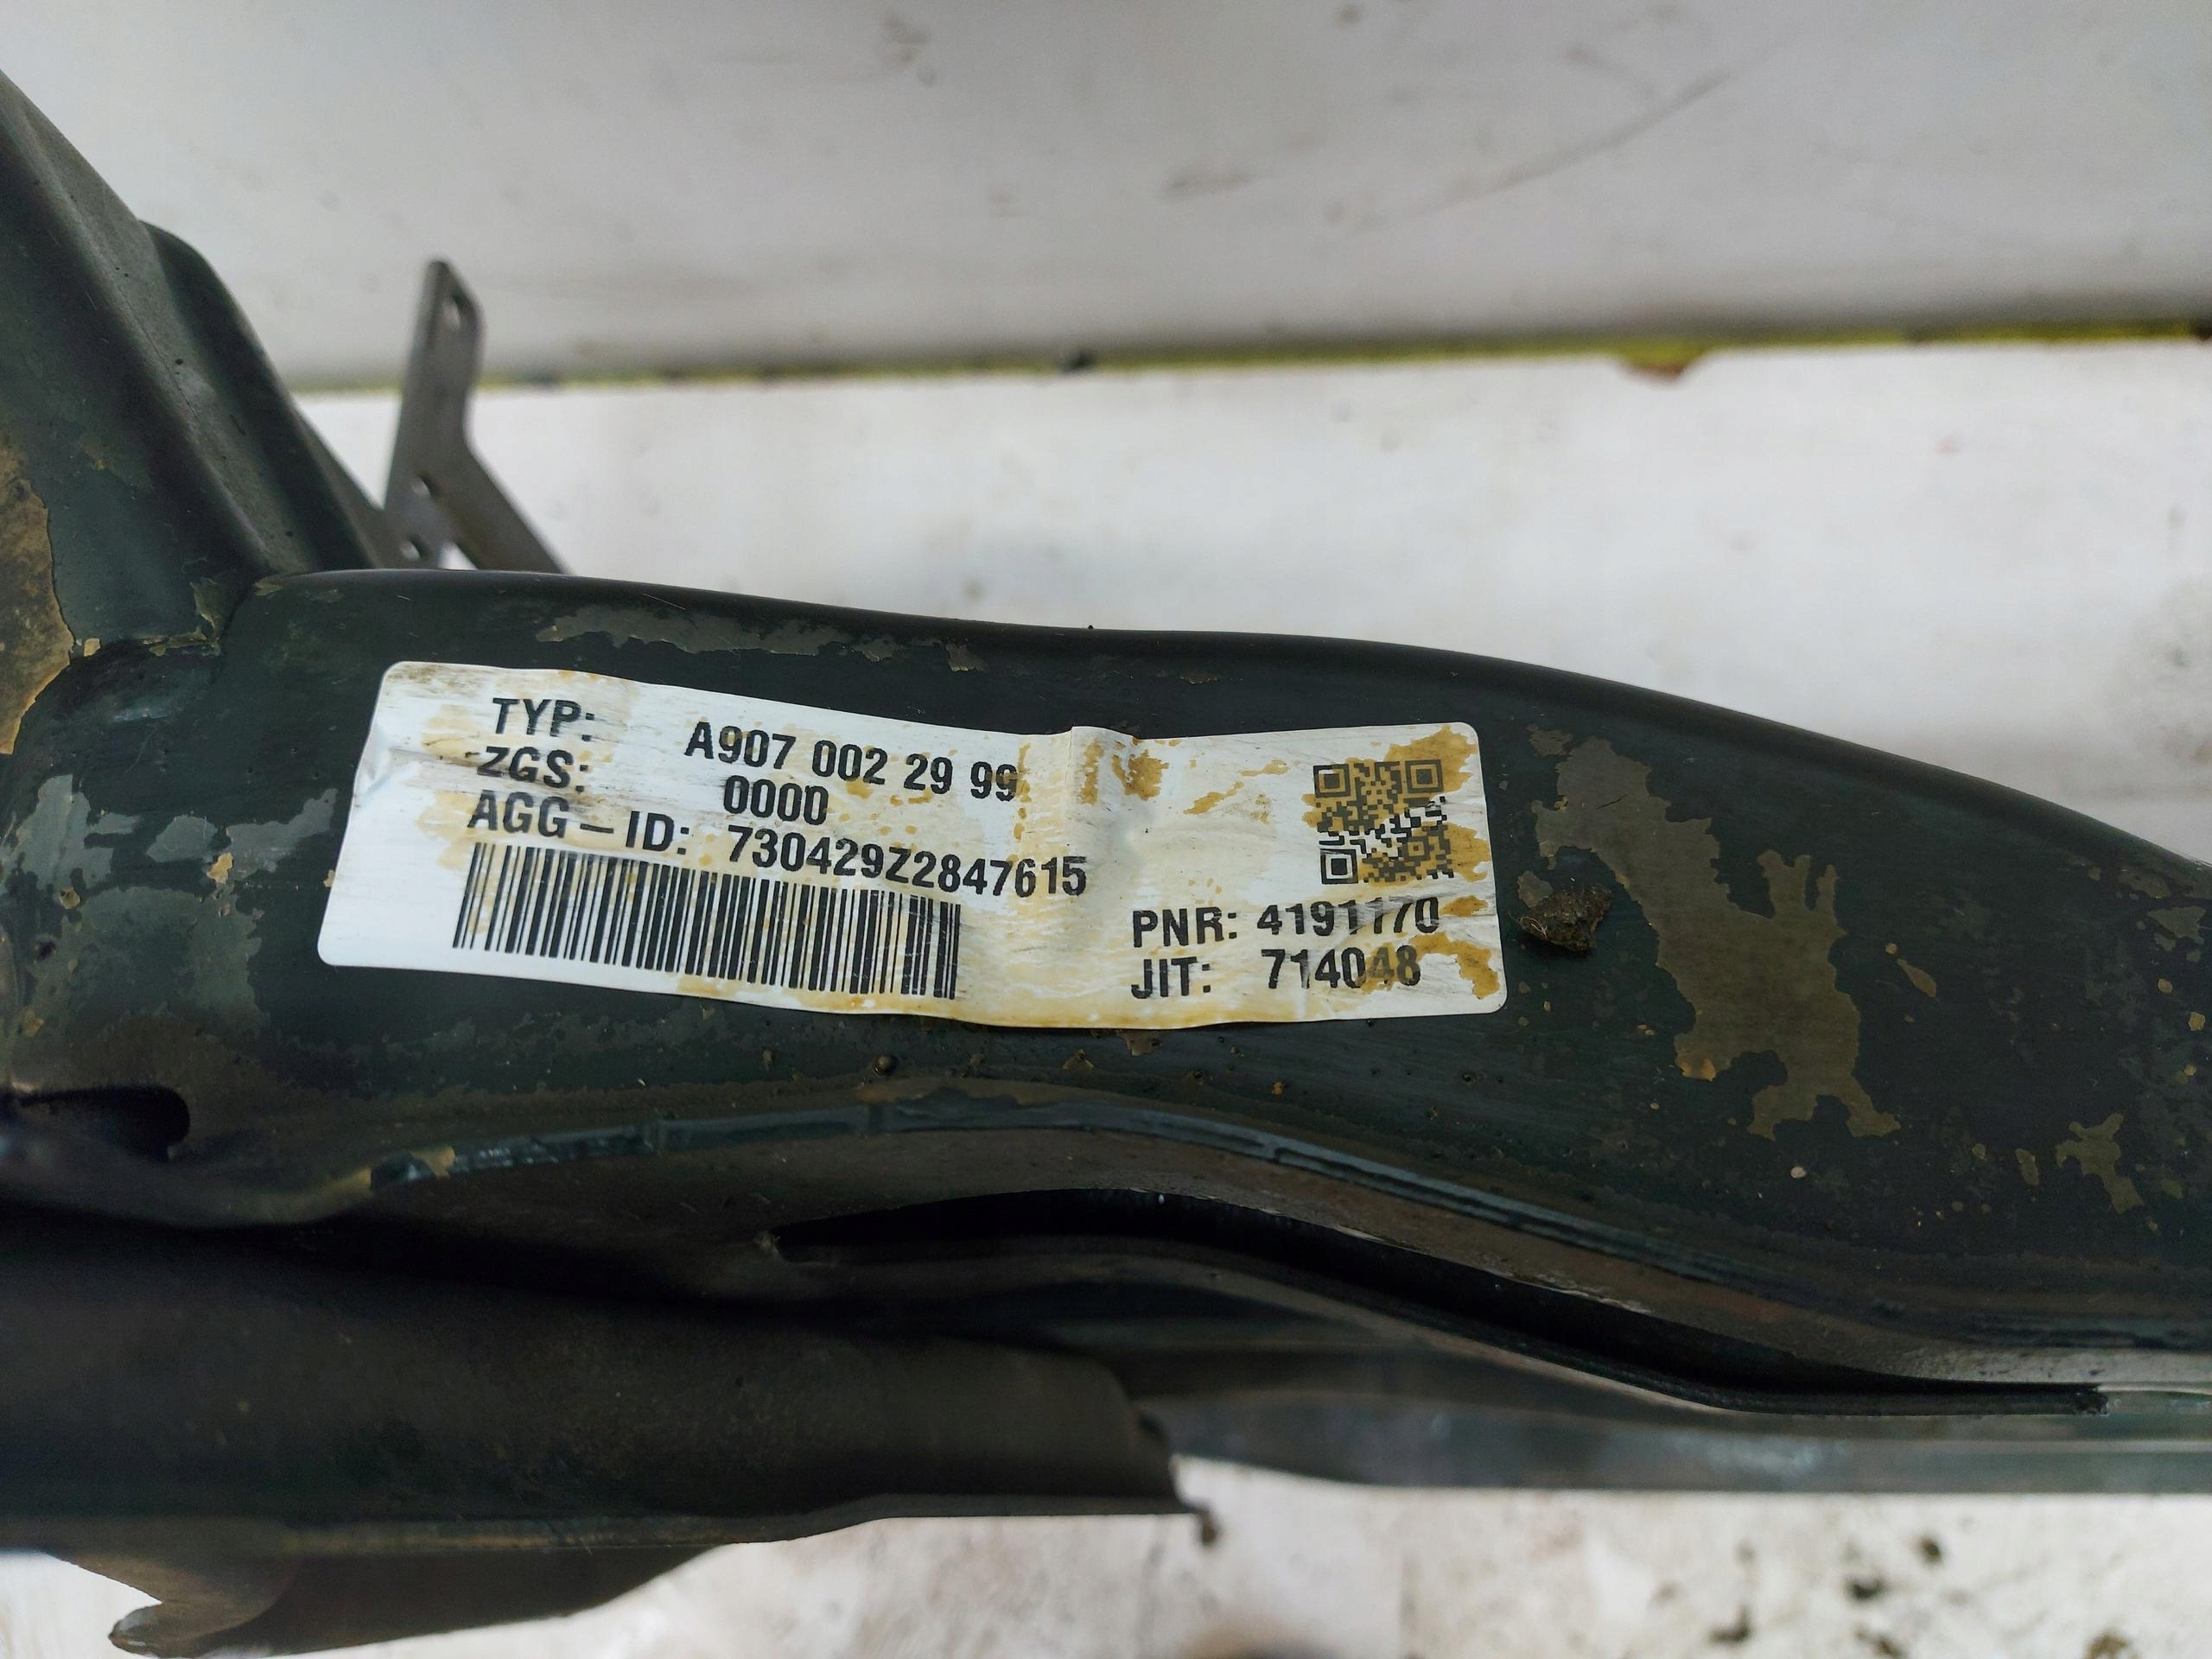 TYP: A907 002 29 99
ZGS: 0000
AGG-ID: 730429Z2847615
PNR: 4191170
JIT: 714048